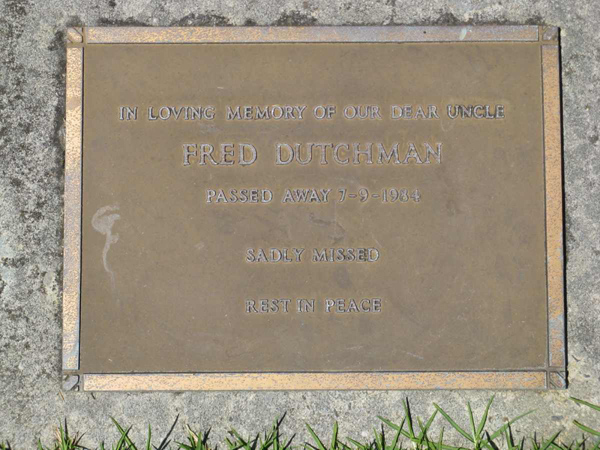 IN LOVING MEMORY OF OUR DEAR UNCLE
FRED DUTCHMAN
PASSED AWAY 7-9-1984
SADLY MISSED
REST IN PEACE